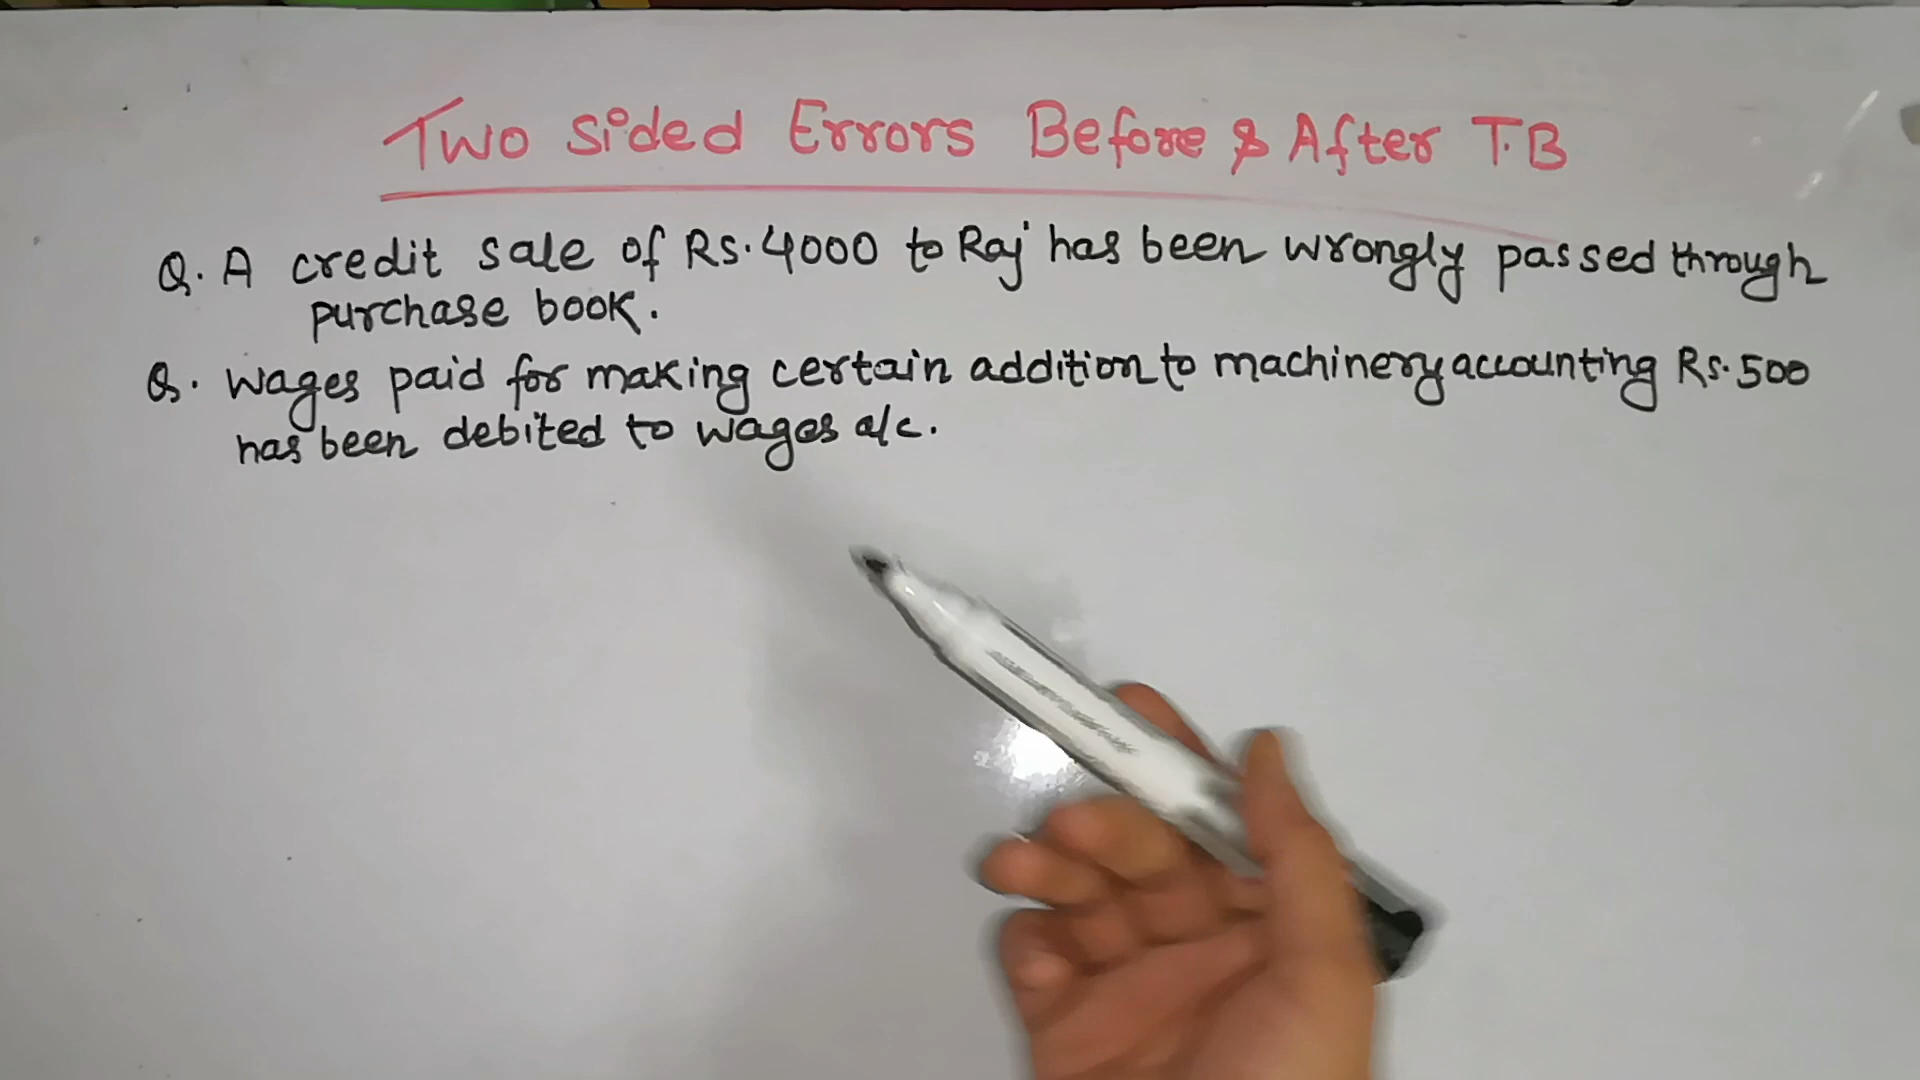 Two Sided Errors Before & After T.B
Q. A credit sale of Rs. 4000 to Raj has been wrongly passed through
purchase book.
Q. Wages paid for making certain addition to machinery accounting Rs. 500
has been debited to wages a/c.